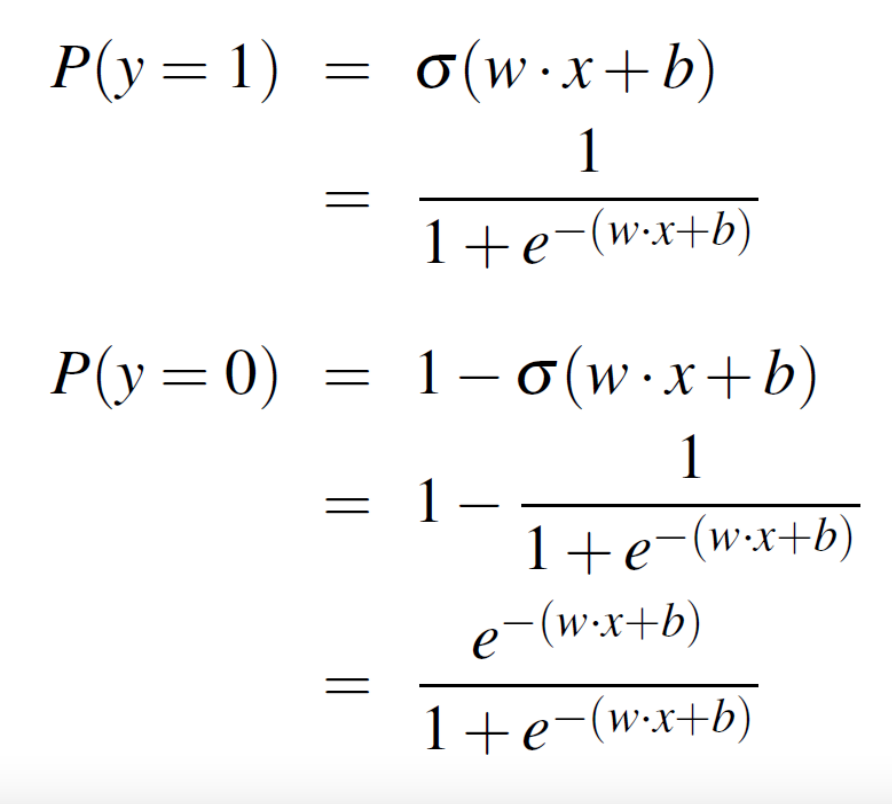 P(y = 1) = σ(w · x + b)
= 1 / (1 + e^{−(w·x+b)})
P(y = 0) = 1 − σ(w · x + b)
= 1 − 1 / (1 + e^{−(w·x+b)})
= e^{−(w·x+b)} / (1 + e^{−(w·x+b)})